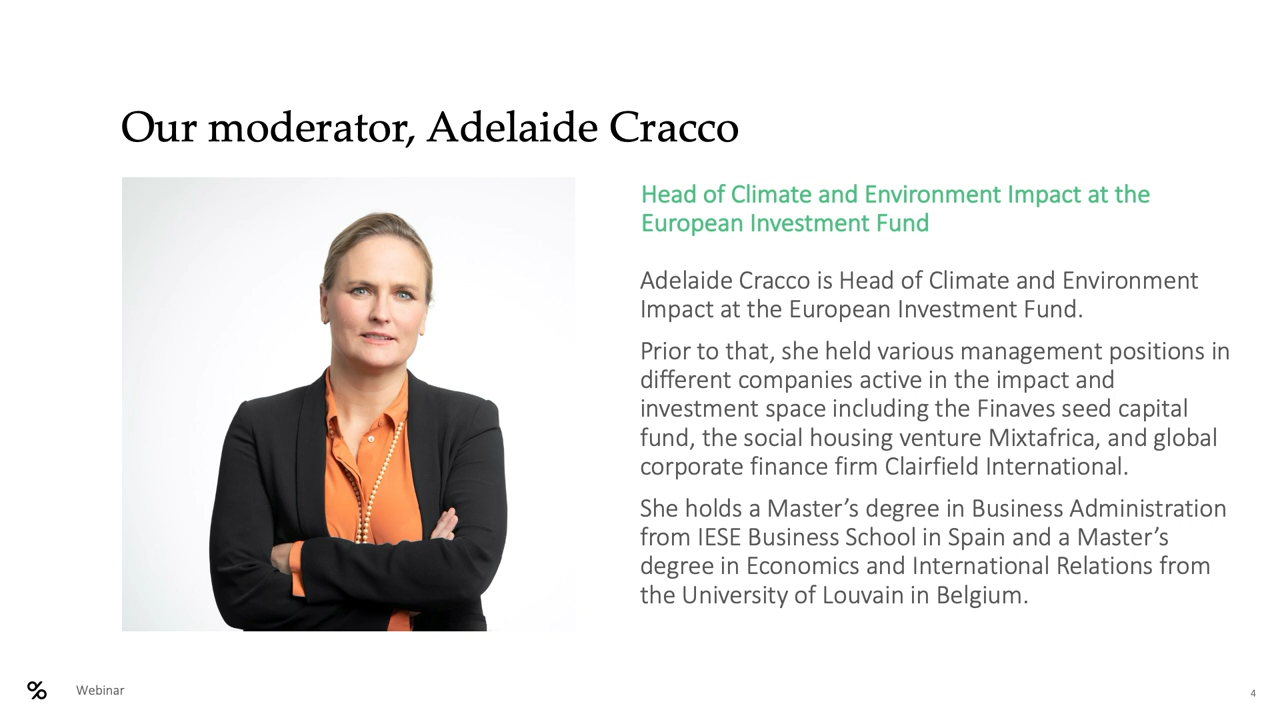 Our moderator, Adelaide Cracco
Head of Climate and Environment Impact at the
European Investment Fund
Adelaide Cracco is Head of Climate and Environment
Impact at the European Investment Fund.
Prior to that, she held various management positions in
different companies active in the impact and
investment space including the Finaves seed capital
fund, the social housing venture Mixtafrica, and global
corporate finance firm Clairfield International.
She holds a Master’s degree in Business Administration
from IESE Business School in Spain and a Master’s
degree in Economics and International Relations from
the University of Louvain in Belgium.
Webinar
4